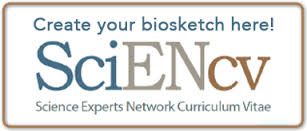 Create your biosketch here!
SciENcv
Science Experts Network Curriculum Vitae